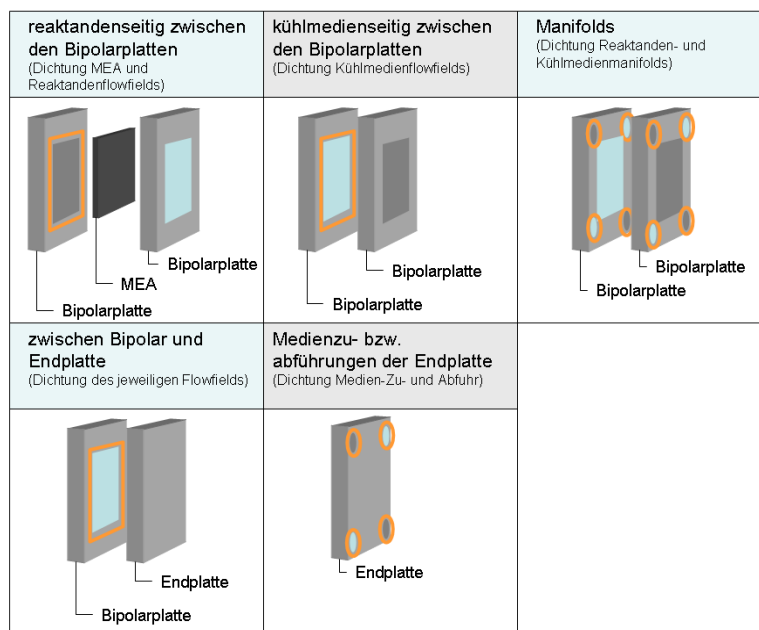 reaktandenseitig zwischen
den Bipolarplatten
(Dichtung MEA und
Reaktandenflowfields)
kühlmedienseitig zwischen
den Bipolarplatten
(Dichtung Kühlmedienflowfields)
Manifolds
(Dichtung Reaktanden- und
Kühlmedienmanifolds)
Bipolarplatte
MEA
Bipolarplatte
Bipolarplatte
Bipolarplatte
Bipolarplatte
Bipolarplatte
zwischen Bipolar und
Endplatte
(Dichtung des jeweiligen Flowfields)
Medienzu- bzw.
abführungen der Endplatte
(Dichtung Medien-Zu- und Abfuhr)
Endplatte
Bipolarplatte
Endplatte